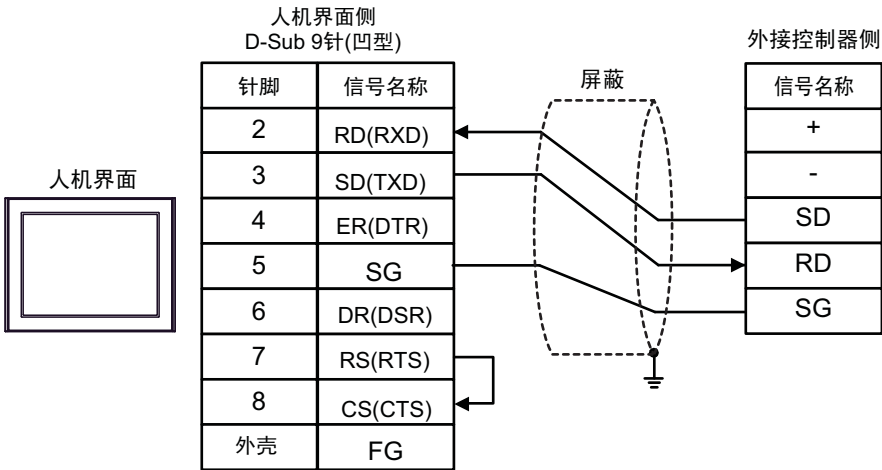 人机界面侧
D-Sub 9针(凹型)
外接控制器侧
人机界面
屏蔽
针脚 信号名称
2 RD(RXD)
3 SD(TXD)
4 ER(DTR)
5 SG
6 DR(DSR)
7 RS(RTS)
8 CS(CTS)
外壳 FG
信号名称
+
-
SD
RD
SG